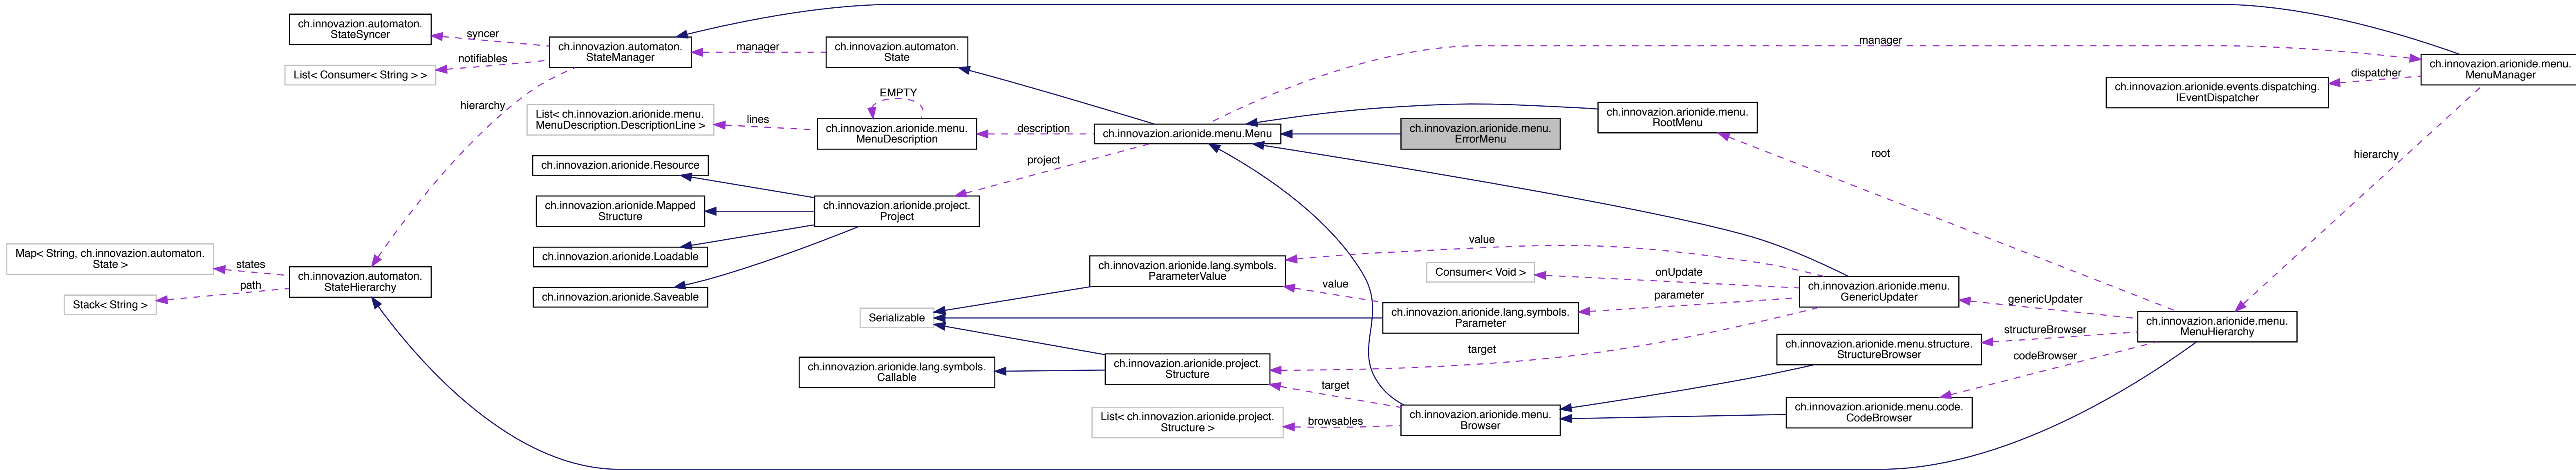 ch.innovazion.automaton.
StateSyncer
syncer
notifiables
List< Consumer< String > >
ch.innovazion.automaton.
StateManager
manager
ch.innovazion.automaton.
State
manager
ch.innovazion.arionide.menu.
MenuManager
dispatcher
ch.innovazion.arionide.events.dispatching.
IEventDispatcher
hierarchy
EMPTY
List< ch.innovazion.arionide.menu.
MenuDescription.DescriptionLine >
lines
ch.innovazion.arionide.menu.
MenuDescription
description
ch.innovazion.arionide.menu.Menu
ch.innovazion.arionide.menu.
ErrorMenu
ch.innovazion.arionide.menu.
RootMenu
root
hierarchy
ch.innovazion.arionide.Resource
project
ch.innovazion.arionide.Mapped
Structure
ch.innovazion.arionide.project.
Project
ch.innovazion.arionide.Loadable
ch.innovazion.arionide.Saveable
Map< String, ch.innovazion.automaton.
State >
states
path
Stack< String >
ch.innovazion.automaton.
StateHierarchy
value
ch.innovazion.arionide.lang.symbols.
ParameterValue
Consumer< Void >
onUpdate
value
parameter
ch.innovazion.arionide.menu.
GenericUpdater
genericUpdater
Serializable
ch.innovazion.arionide.lang.symbols.
Parameter
ch.innovazion.arionide.menu.
MenuHierarchy
structureBrowser
codeBrowser
target
ch.innovazion.arionide.menu.structure.
StructureBrowser
ch.innovazion.arionide.lang.symbols.
Callable
ch.innovazion.arionide.project.
Structure
target
List< ch.innovazion.arionide.project.
Structure >
browsables
ch.innovazion.arionide.menu.
Browser
ch.innovazion.arionide.menu.code.
CodeBrowser